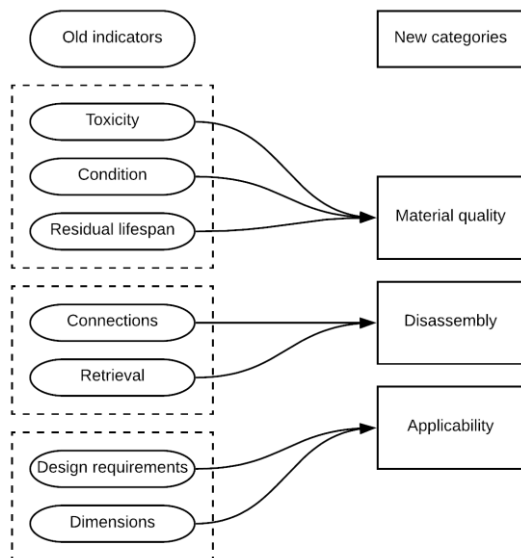 Old indicators
New categories
Toxicity
Condition
Residual lifespan
Material quality
Connections
Retrieval
Disassembly
Design requirements
Dimensions
Applicability